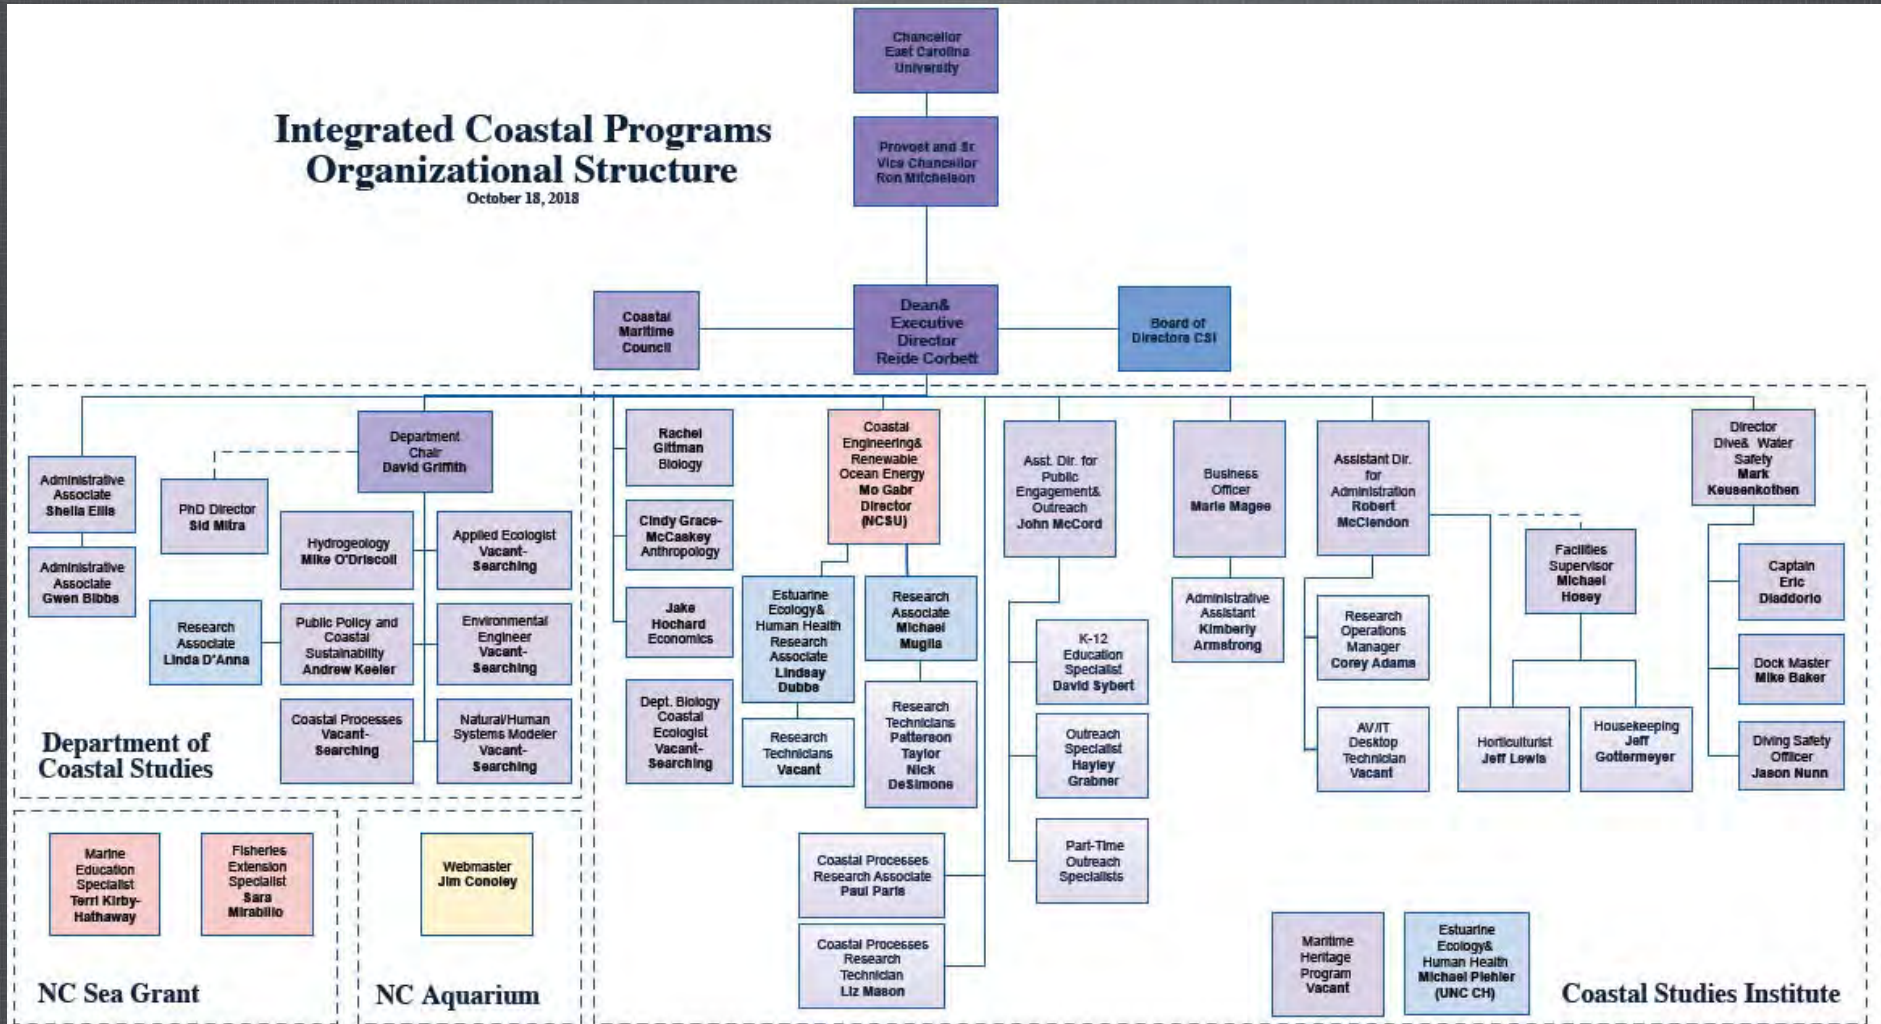 Chancellor
East Carolina
University
Integrated Coastal Programs
Organizational Structure
October 18, 2018
Provost and Sr
Vice Chancellor
Ron Mitchelson
Coastal
Maritime
Council
Dean&
Executive
Director
Reide Corbett
Board of
Directors CSI
Administrative
Associate
Sheila Ellis
Administrative
Associate
Gwen Bibbs
PhD Director
Sid Mitra
Department
Chair
David Griffith
Hydrogeology
Mike O'Driscoll
Applied Ecologist
Vacant-
Searching
Research
Associate
Linda D'Anna
Public Policy and
Coastal
Sustainability
Andrew Keeler
Environmental
Engineer
Vacant-
Searching
Coastal Processes
Vacant-
Searching
Natural/Human
Systems Modeler
Vacant-
Searching
Department of
Coastal Studies
Rachel
Gittman
Biology
Cindy Grace-
McCaskey
Anthropology
Jake
Hochard
Economics
Dept. Biology
Coastal
Ecologist
Vacant-
Searching
Coastal
Engineering&
Renewable
Ocean Energy
Mo Gabr
Director
(NCSU)
Estuarine
Ecology&
Human Health
Research
Associate
Lindsay
Dubbs
Research
Technicians
Vacant
Research
Associate
Michael
Muglia
Research
Technicians
Patterson
Taylor
Nick
DeSimone
Coastal Processes
Research Associate
Paul Paris
Coastal Processes
Research
Technician
Liz Mason
Asst. Dir. for
Public
Engagement&
Outreach
John McCord
K-12
Education
Specialist
David Sybert
Outreach
Specialist
Hayley
Grabner
Part-Time
Outreach
Specialists
Business
Officer
Marie Magee
Administrative
Assistant
Kimberly
Armstrong
Assistant Dir.
for
Administration
Robert
McClendon
Research
Operations
Manager
Corey Adams
AV/IT
Desktop
Technician
Vacant
Facilities
Supervisor
Michael
Hosey
Horticulturist
Jeff Lewis
Housekeeping
Jeff
Gottermeyer
Director
Dive& Water
Safety
Mark
Keusenkothen
Captain
Eric
Diaddorio
Dock Master
Mike Baker
Diving Safety
Officer
Jason Nunn
Marine
Education
Specialist
Terri Kirby-
Hathaway
Fisheries
Extension
Specialist
Sara
Mirabilio
NC Sea Grant
Webmaster
Jim Conoley
NC Aquarium
Maritime
Heritage
Program
Vacant
Estuarine
Ecology&
Human Health
Michael Piehler
(UNC CH)
Coastal Studies Institute